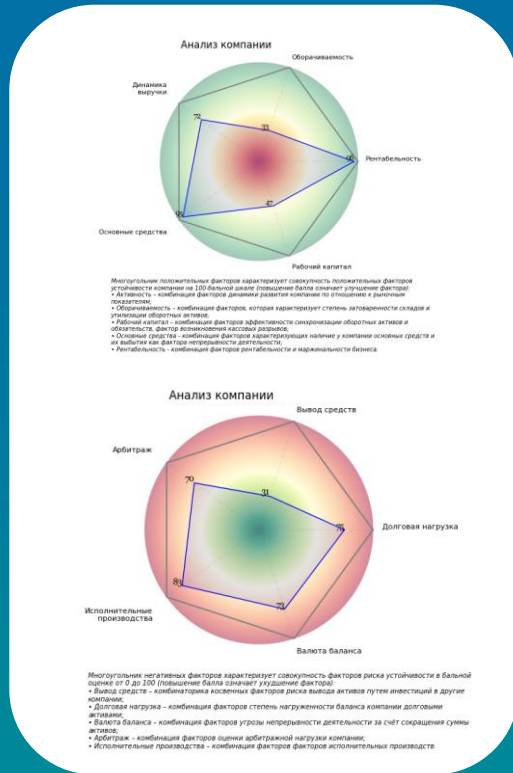 Анализ компании
Оборачиваемость
Динамика
выручки
72
33
Рентабельность
47
Основные средства
Рабочий капитал
Многоугольник положительных факторов характеризует совокупность положительных факторов
устойчивости компании на 100-бальной шкале (повышение балла означает улучшение фактора):
• Активность – комбинация факторов динамики развития компании по отношению к рыночным
показателям;
• Оборачиваемость – комбинация факторов, которая характеризует степень затоваренности складов и
утилизации оборотных активов;
• Рабочий капитал – комбинация факторов эффективности синхронизации оборотных активов и
обязательств, фактор возникновения кассовых разрывов;
• Основные средства - комбинация факторов характеризующих наличие у компании основных средств и
их выбытия как фактора непрерывности деятельности;
• Рентабельность - комбинация факторов рентабельности и маржинальности бизнеса.
Анализ компании
Вывод средств
Арбитраж
70
31
Долговая нагрузка
83
73
Исполнительные
производства
Валюта баланса
Многоугольник негативных факторов характеризует совокупность факторов риска устойчивости в бальной
оценке от 0 до 100 (повышение балла означает ухудшение фактора):
• Вывод средств – комбинаторика косвенных факторов риска вывода активов путем инвестиций в другие
компании;
• Долговая нагрузка – комбинация факторов степень нагруженности баланса компании долговыми
активами;
• Валюта баланса – комбинация факторов угрозы непрерывности деятельности за счёт сокращения суммы
активов;
• Арбитраж – комбинация факторов оценки арбитражной нагрузки компании;
• Исполнительные производства – комбинация факторов факторов исполнительных производств.